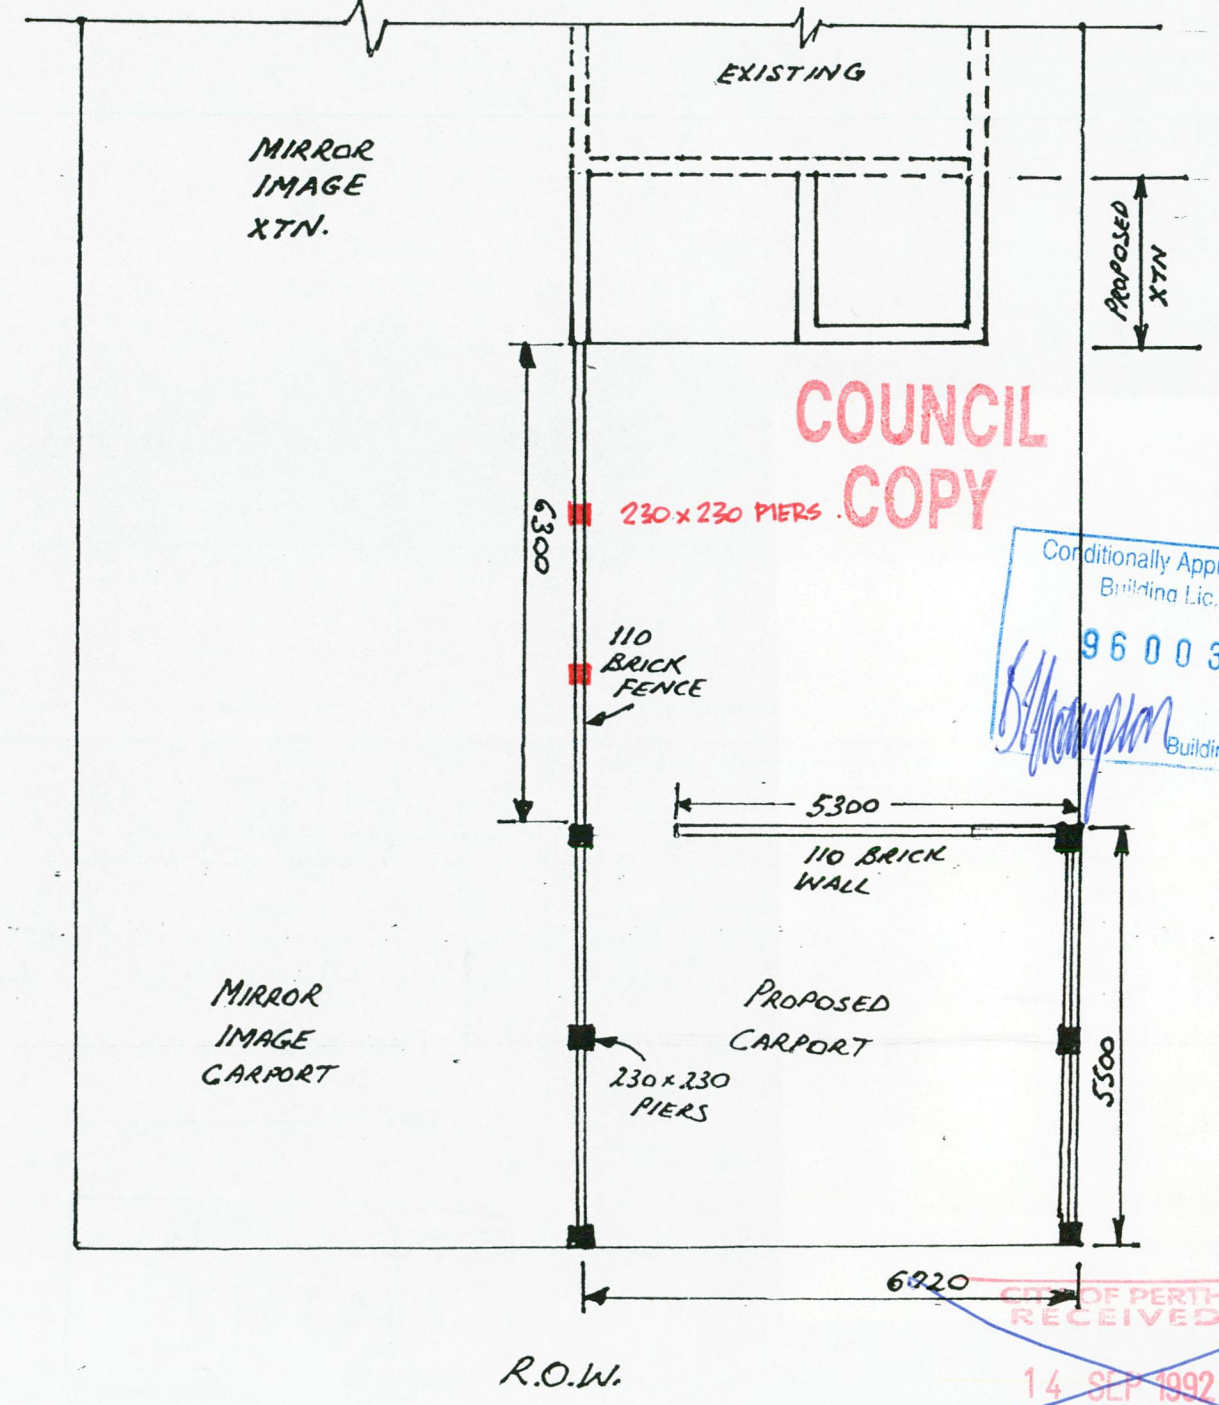 EXISTING
MIRROR
IMAGE
XTN.
PROPOSED
XTN
COUNCIL
COPY
6300
230 x 230 PIERS.
Conditionally
Building Lic.
96003
110
BRICK
FENCE
5300
110 BRICK
WALL
MIRROR
IMAGE
CARPORT
PROPOSED
CARPORT
230 x 230
PIERS
5500
CITY OF PERTH
RECEIVED
14 SEP 1992
R.O.W.